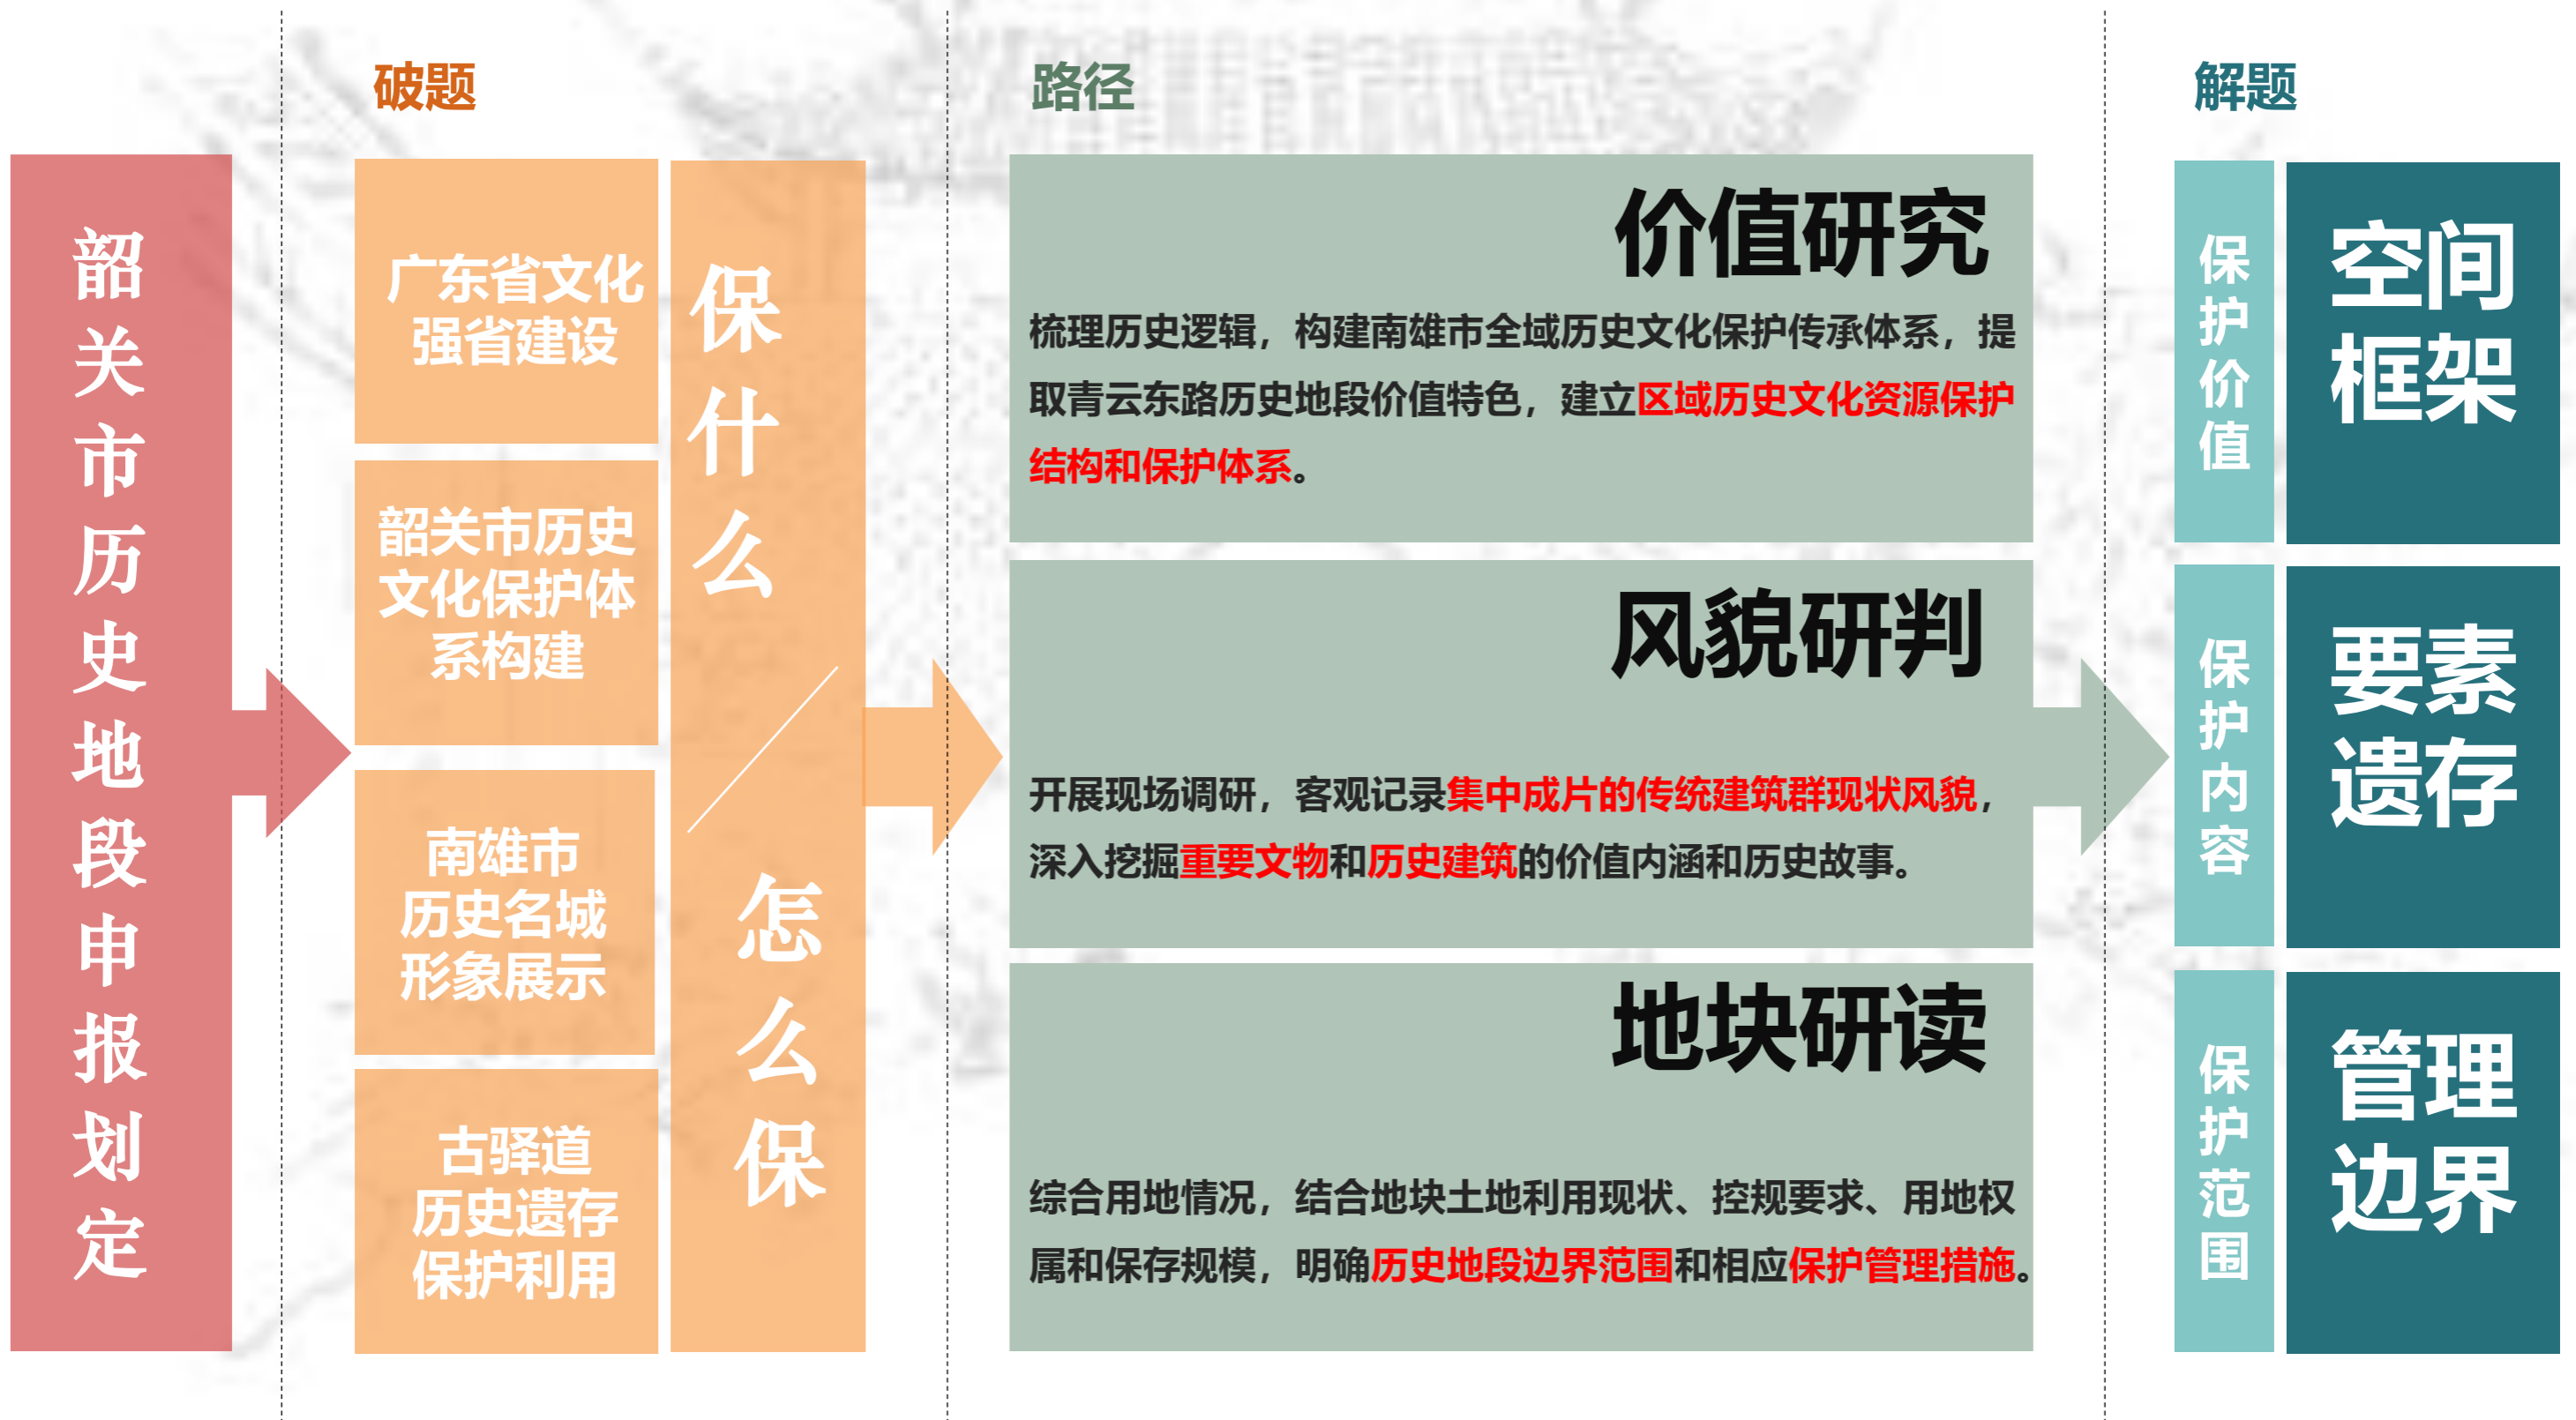 韶关市历史地段申报划定
破题
广东省文化
强省建设
韶关市历史
文化保护体
系构建
南雄市
历史名城
形象展示
古驿道
历史遗存
保护利用
保什么
怎么保
路径
价值研究
梳理历史逻辑，构建南雄市全域历史文化保护传承体系，提
取青云东路历史地段价值特色，建立区域历史文化资源保护
结构和保护体系。
风貌研判
开展现场调研，客观记录集中成片的传统建筑群现状风貌，
深入挖掘重要文物和历史建筑的价值内涵和历史故事。
地块研读
综合用地情况，结合地块土地利用现状、控规要求、用地权
属和保存规模，明确历史地段边界范围和相应保护管理措施。
解题
保护价值
空间
框架
保护内容
要素
遗存
保护范围
管理
边界